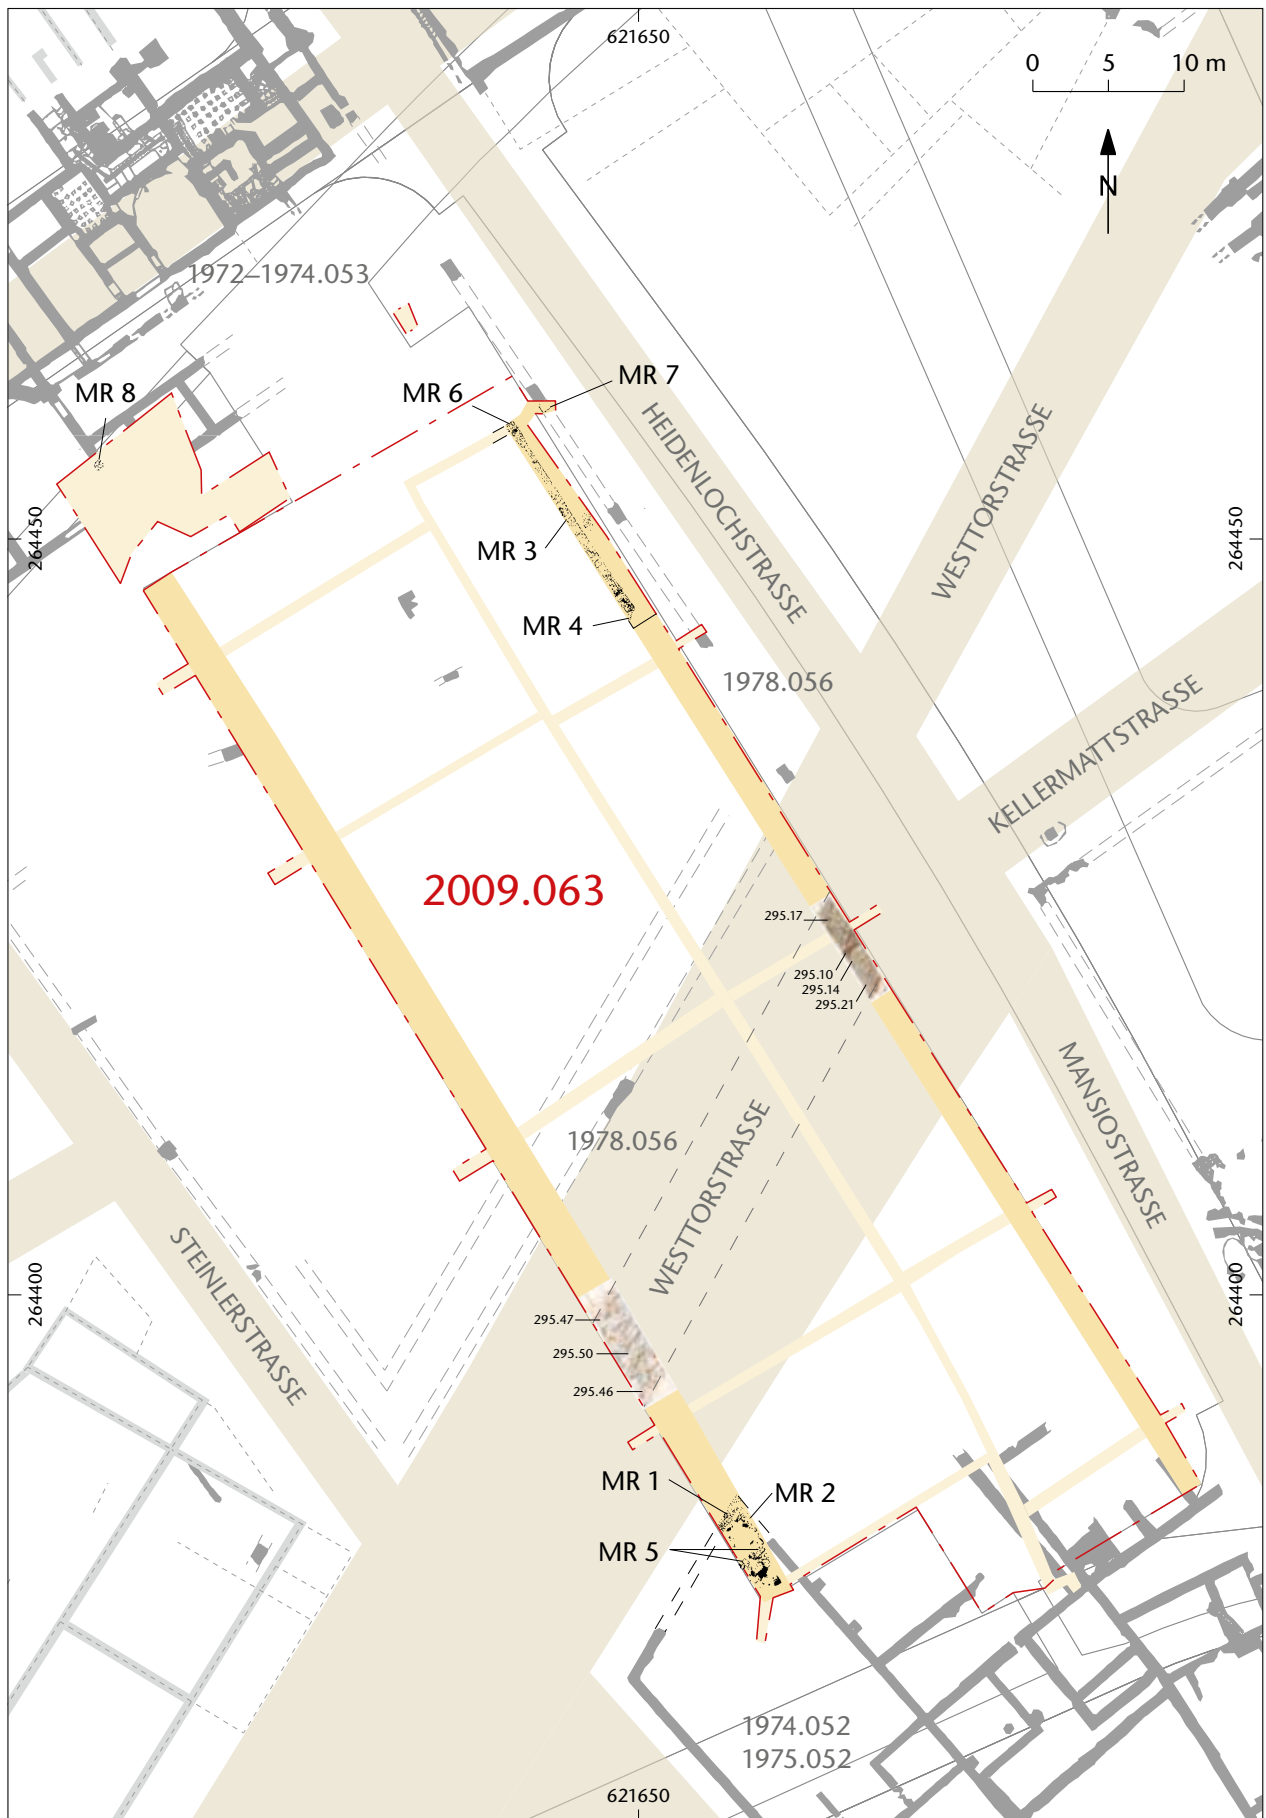 621650
0 5 10 m
N
1972–1974.053
MR 8
MR 6
MR 7
HEIDENLOCHSTRASSE
WESTTORSTRASSE
264450
264450
MR 3
MR 4
1978.056
KELLERMATTSTRASSE
2009.063
295.17
295.10
295.14
295.21
MANSIOSTRASSE
1978.056
WESTTORSTRASSE
STEINLERSTRASSE
264400
264400
295.47
295.50
295.46
MR 1
MR 2
MR 5
1974.052
1975.052
621650